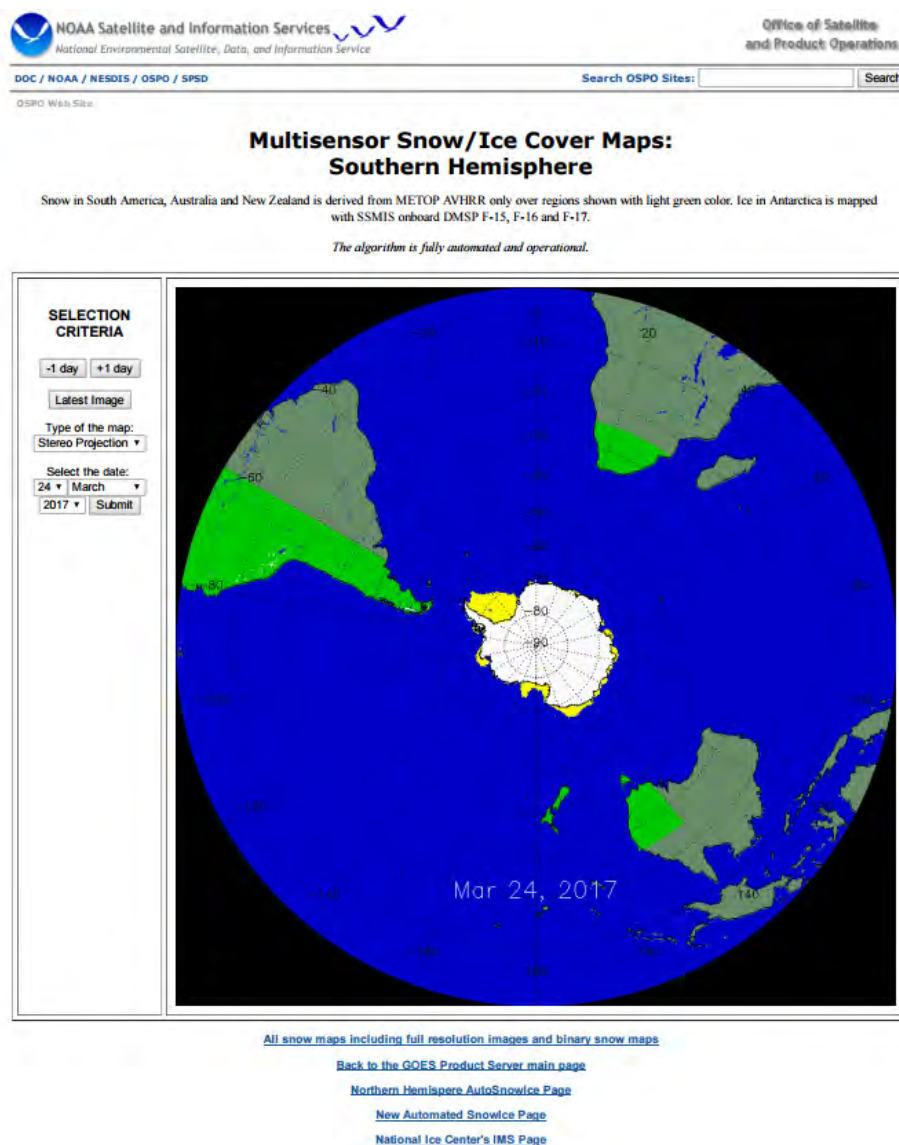 NOAA Satellite and Information Services
National Environmental Satellite, Data, and Information Service
Office of Satellite
and Product Operations
DOC / NOAA / NESDIS / OSPO / SPSD
Search OSPO Sites:
Search
OSPO Web Site
Multisensor Snow/Ice Cover Maps:
Southern Hemisphere
Snow in South America, Australia and New Zealand is derived from METOP AVHRR only over regions shown with light green color. Ice in Antarctica is mapped
with SSMIS onboard DMSP F-15, F-16 and F-17.
The algorithm is fully automated and operational.
SELECTION
CRITERIA
-1 day +1 day
Latest Image
Type of the map:
Stereo Projection
Select the date:
24 March
2017 Submit
20
-40
-60
-80
-80
-90
-140
140
Mar 24, 2017
All snow maps including full resolution images and binary snow maps
Back to the GOES Product Server main page
Northern Hemispere AutoSnowIce Page
New Automated SnowIce Page
National Ice Center's IMS Page